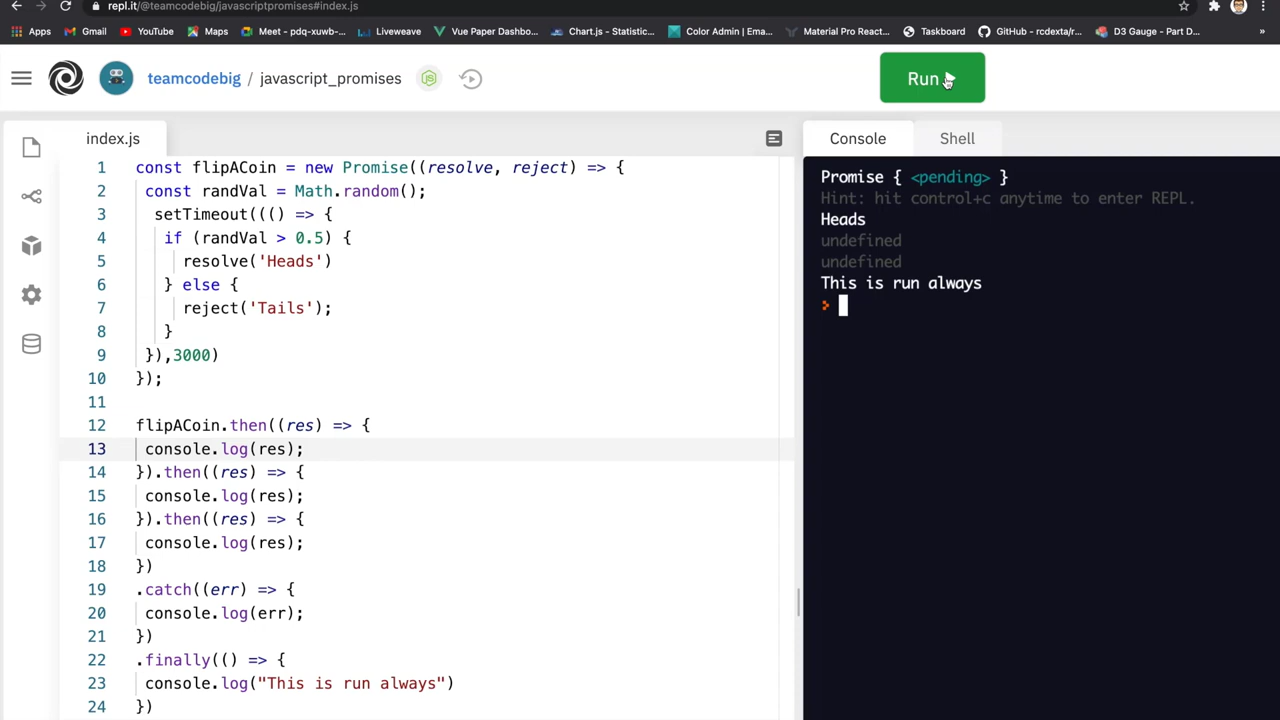 repl.it/@teamcodebig/javascriptpromises#index.js
Apps Gmail YouTube Maps Meet – pdq-xuwb-... Liveweave Vue Paper Dashbo... Chart.js – Statistic... Color Admin | Ema... Material Pro React... Taskboard GitHub - rcdexta/r... D3 Gauge - Part D... »
teamcodebig / javascript_promises
Run
index.js
Console Shell
1 const flipACoin = new Promise((resolve, reject) => {
2 const randVal = Math.random();
3 setTimeout((() => {
4 if (randVal > 0.5) {
5 resolve('Heads')
6 } else {
7 reject('Tails');
8 }
9 }),3000)
10 });
11
12 flipACoin.then((res) => {
13 console.log(res);
14 }).then((res) => {
15 console.log(res);
16 }).then((res) => {
17 console.log(res);
18 })
19 .catch((err) => {
20 console.log(err);
21 })
22 .finally(() => {
23 console.log("This is run always")
24 })
Promise { <pending> }
Hint: hit control+c anytime to enter REPL.
Heads
undefined
undefined
This is run always